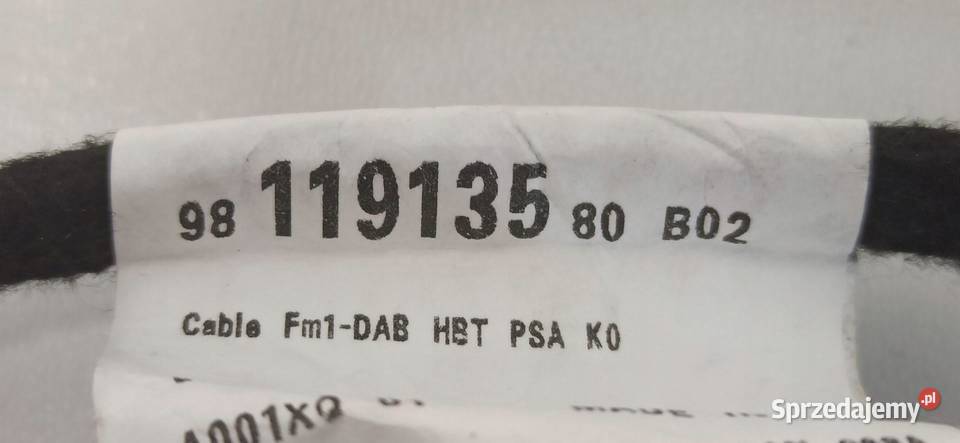 98 119135 80 B02
Cable Fm1-DAB HBT PSA K0
Sprzedajemy.pl